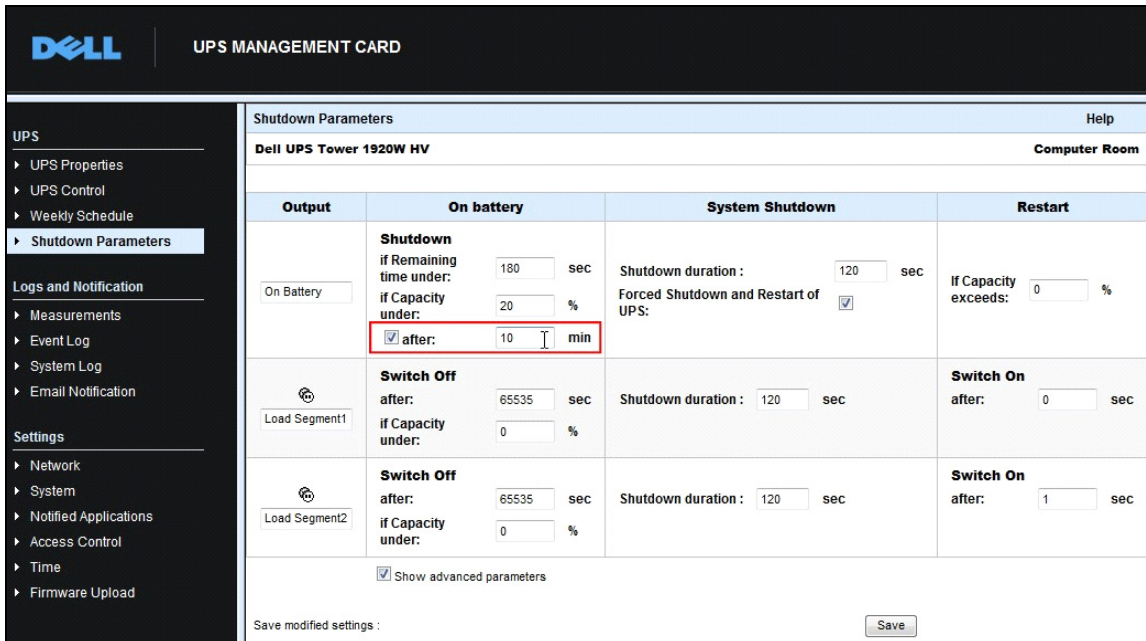 DELL
UPS MANAGEMENT CARD
UPS
UPS Properties
UPS Control
Weekly Schedule
Shutdown Parameters
Logs and Notification
Measurements
Event Log
System Log
Email Notification
Settings
Network
System
Notified Applications
Access Control
Time
Firmware Upload
Shutdown Parameters Help
Dell UPS Tower 1920W HV Computer Room
Output On battery System Shutdown Restart
On Battery
Shutdown
if Remaining
time under: 180 sec
if Capacity
under: 20 %
after: 10 min
Shutdown duration : 120 sec
Forced Shutdown and Restart of
UPS:
If Capacity
exceeds: 0 %
Load Segment1
Switch Off
after: 65535 sec
if Capacity
under: 0 %
Shutdown duration : 120 sec
Switch On
after: 0 sec
Load Segment2
Switch Off
after: 65535 sec
if Capacity
under: 0 %
Shutdown duration : 120 sec
Switch On
after: 1 sec
Show advanced parameters
Save modified settings : Save